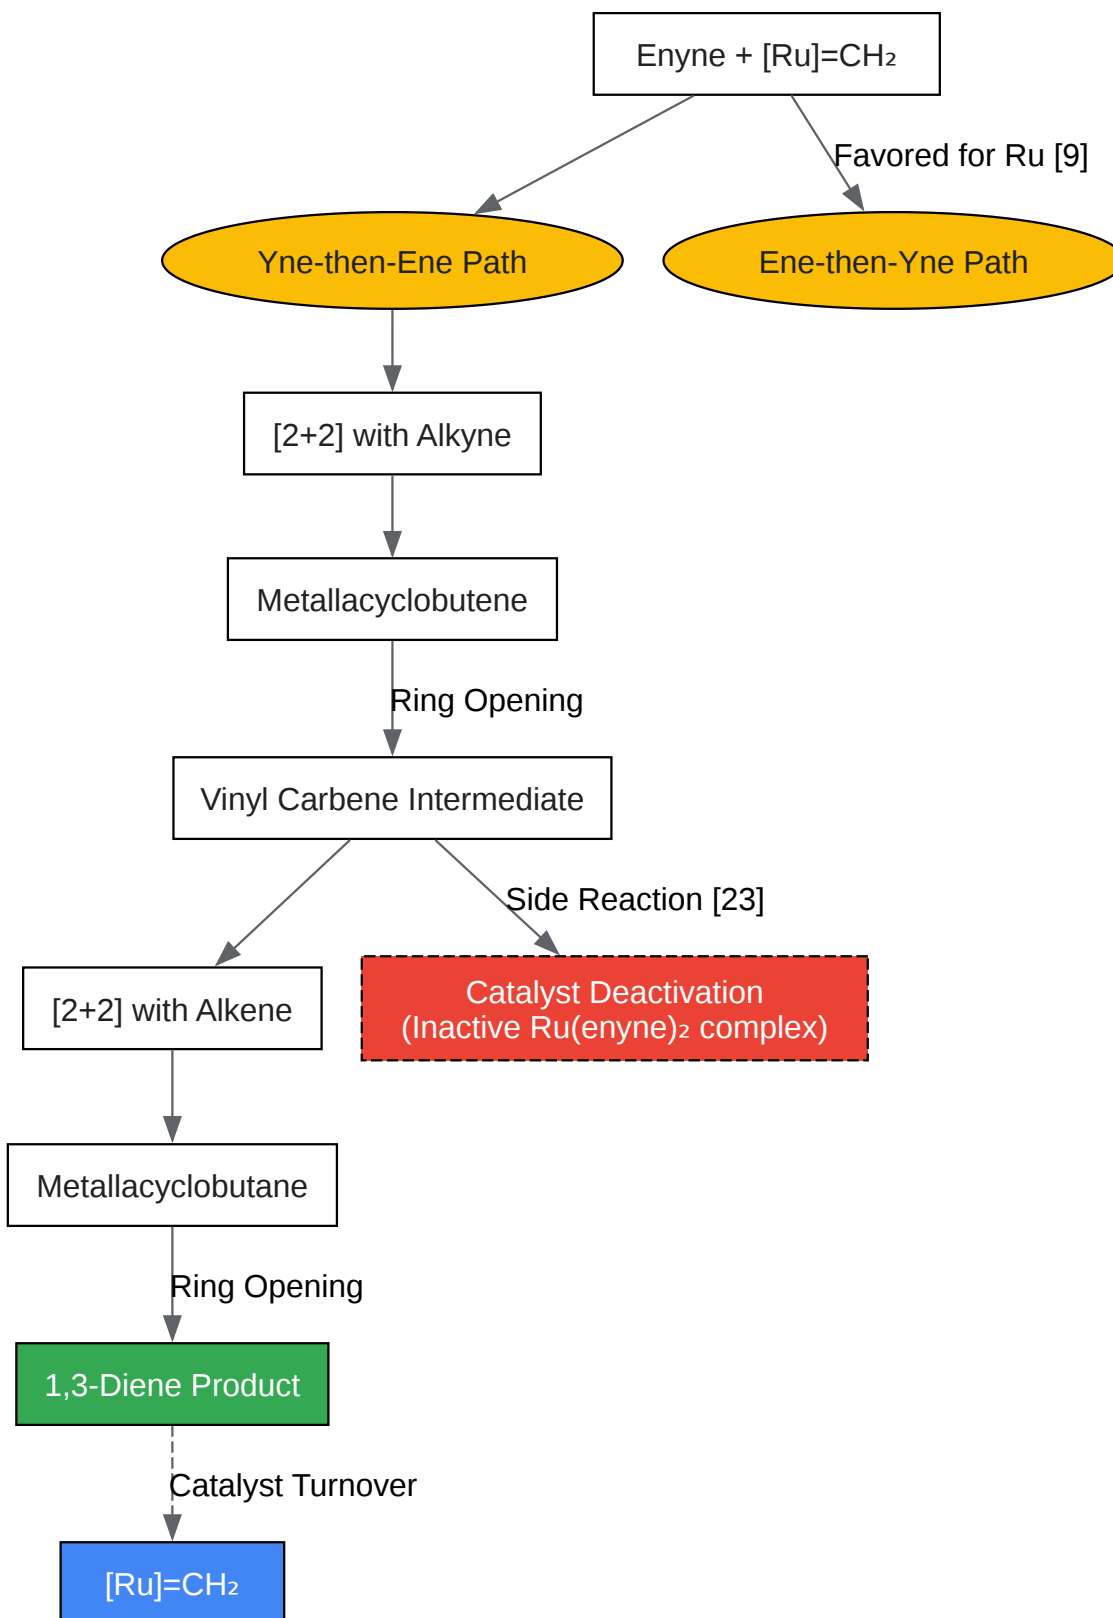 Enyne + [Ru]=CH₂
Favored for Ru [9]
Yne-then-Ene Path
Ene-then-Yne Path
[2+2] with Alkyne
Metallacyclobutene
Ring Opening
Vinyl Carbene Intermediate
Side Reaction [23]
[2+2] with Alkene
Catalyst Deactivation
(Inactive Ru(enyne)₂ complex)
Metallacyclobutane
Ring Opening
1,3-Diene Product
Catalyst Turnover
[Ru]=CH₂